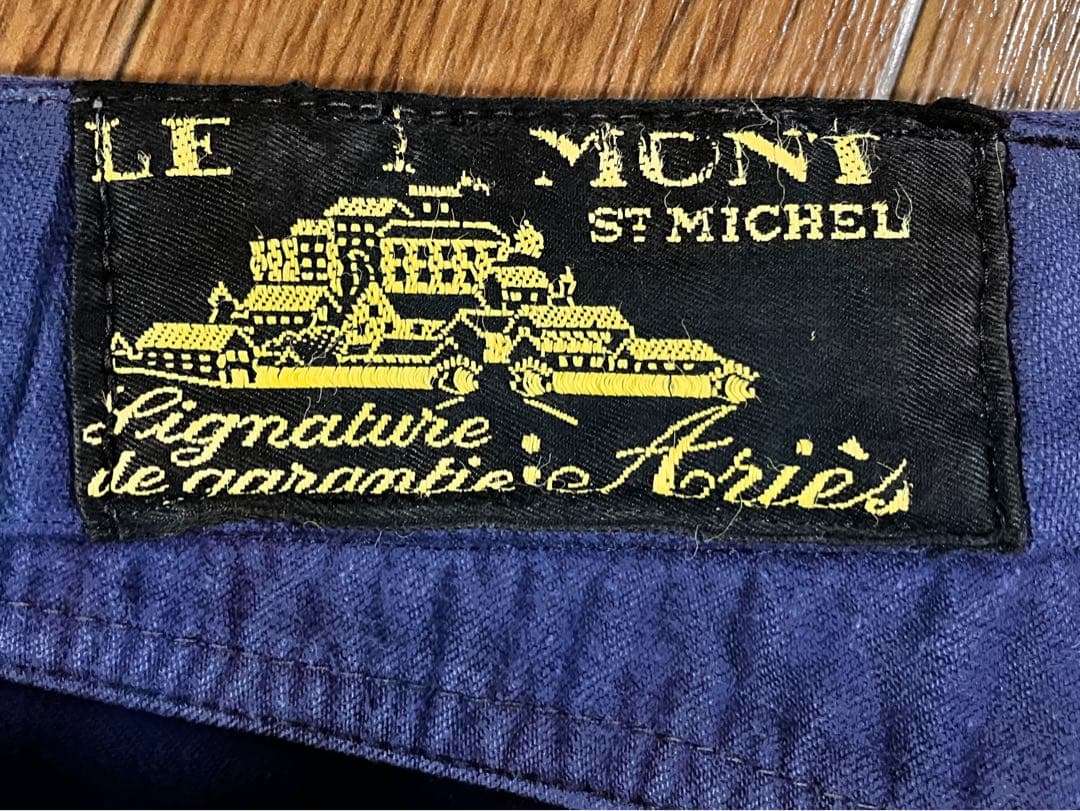 LE MONT
ST MICHEL
Signature
de garantie: Ariès